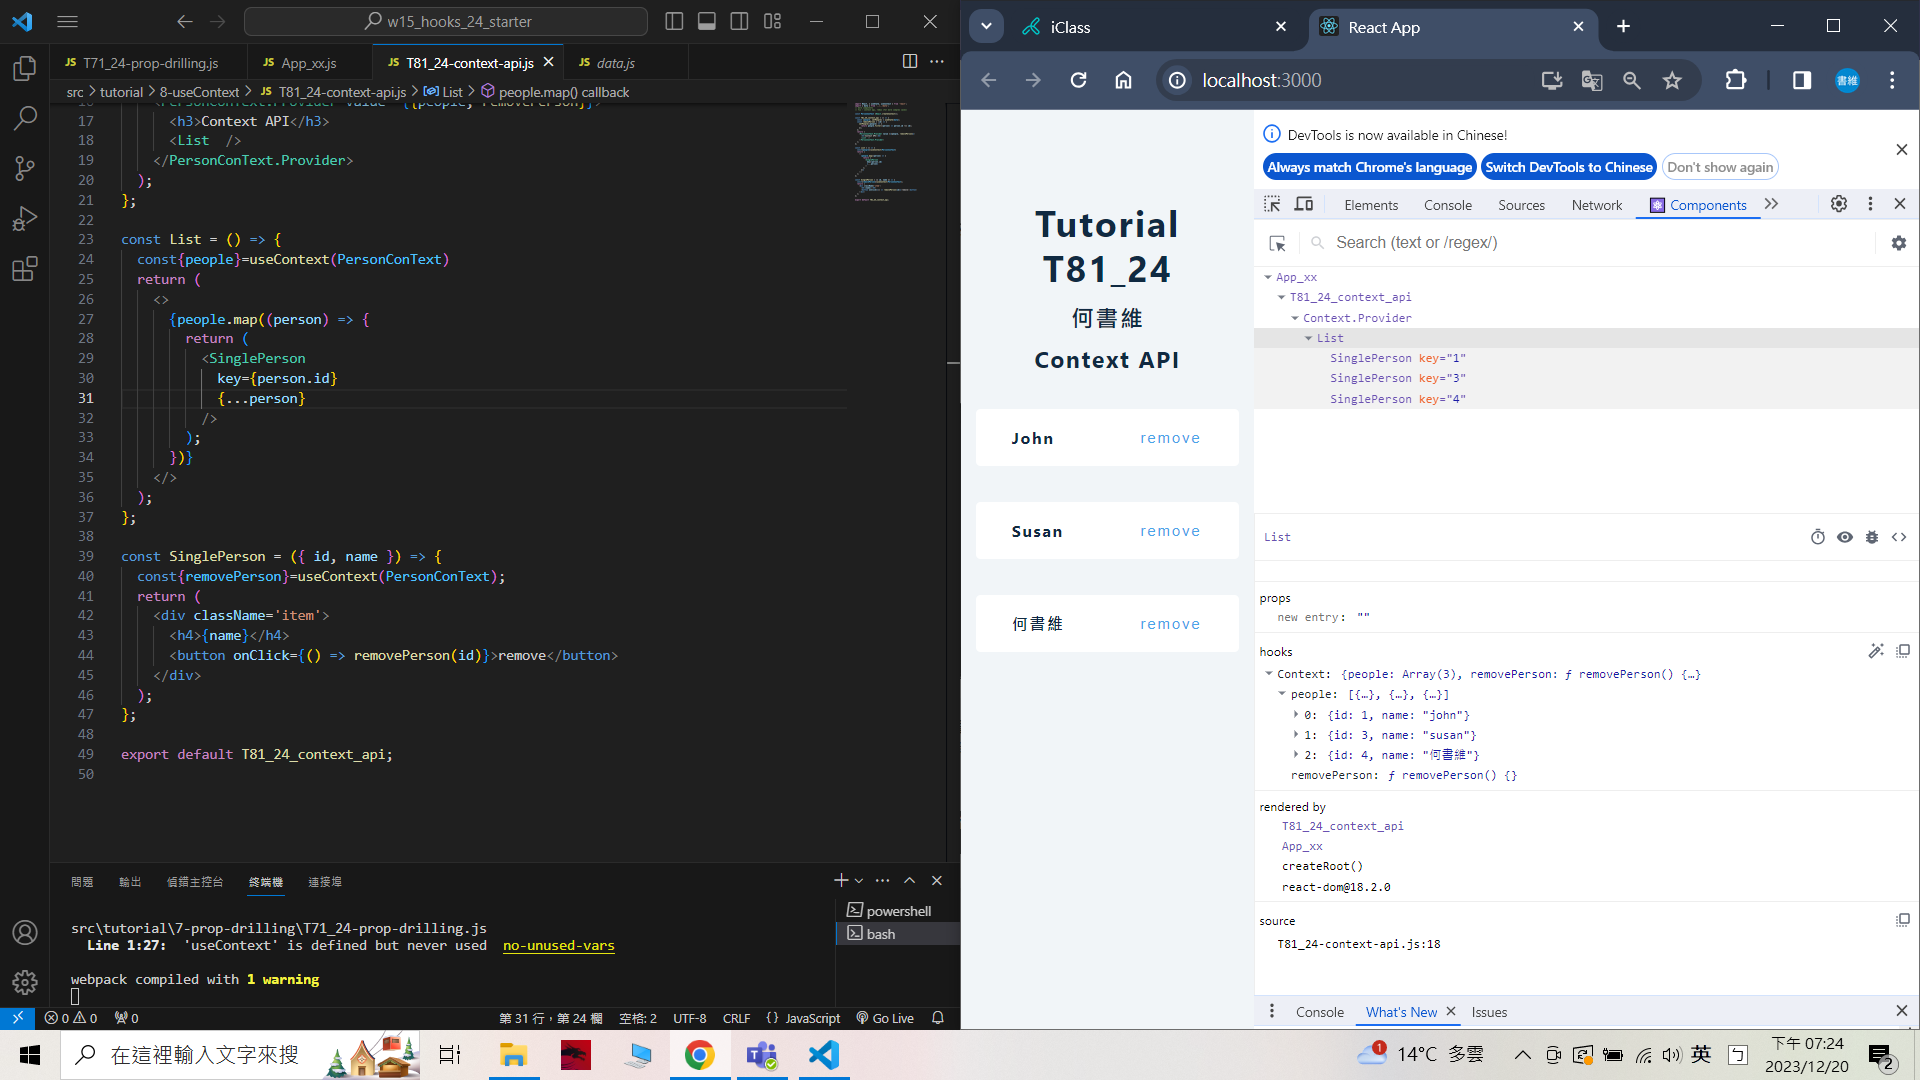 w15_hooks_24_starter
T71_24-prop-drilling.js
App_xx.js
T81_24-context-api.js
data.js
src > tutorial > 8-useContext > T81_24-context-api.js > List > people.map() callback
17 <h3>Context API</h3>
18 <List />
19 </PersonConText.Provider>
20 );
21 };
22
23 const List = () => {
24 const{people}=useContext(PersonConText)
25 return (
26 <>
27 {people.map((person) => {
28 return (
29 <SinglePerson
30 key={person.id}
31 {...person}
32 />
33 );
34 })}
35 </>
36 );
37 };
38
39 const SinglePerson = ({ id, name }) => {
40 const{removePerson}=useContext(PersonConText);
41 return (
42 <div className='item'>
43 <h4>{name}</h4>
44 <button onClick={() => removePerson(id)}>remove</button>
45 </div>
46 );
47 };
48
49 export default T81_24_context_api;
50
問題 輸出 偵錯主控台 終端機 連接埠
powershell
bash
src\tutorial\7-prop-drilling\T71_24-prop-drilling.js
Line 1:27: 'useContext' is defined but never used no-unused-vars
webpack compiled with 1 warning
0 0 0
第 31 行，第 24 欄 空格: 2 UTF-8 CRLF {} JavaScript Go Live
iClass
React App
localhost:3000
書維
Tutorial
T81_24
何書維
Context API
John remove
Susan remove
何書維 remove
DevTools is now available in Chinese!
Always match Chrome's language
Switch DevTools to Chinese
Don't show again
Elements Console Sources Network Components
Search (text or /regex/)
App_xx
T81_24_context_api
Context.Provider
List
SinglePerson key="1"
SinglePerson key="3"
SinglePerson key="4"
List
props
new entry: ""
hooks
Context: {people: Array(3), removePerson: ƒ removePerson() {…}
people: [{…}, {…}, {…}]
0: {id: 1, name: "john"}
1: {id: 3, name: "susan"}
2: {id: 4, name: "何書維"}
removePerson: ƒ removePerson() {}
rendered by
T81_24_context_api
App_xx
createRoot()
react-dom@18.2.0
source
T81_24-context-api.js:18
Console What's New Issues
在這裡輸入文字來搜
1
14°C 多雲
英
ㄅ
下午 07:24
2023/12/20
2